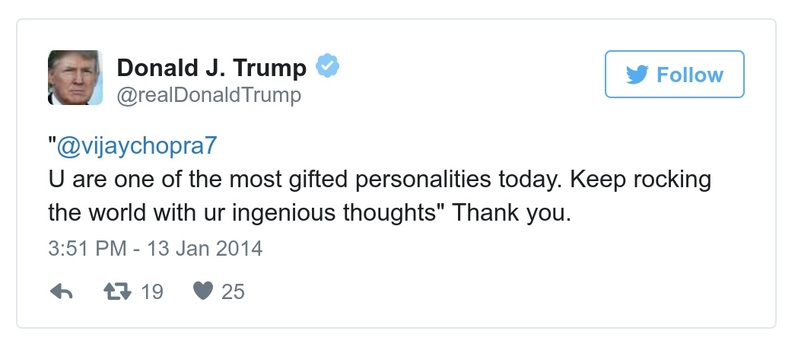 Donald J. Trump
Follow
@realDonaldTrump
"@vijaychopra7
U are one of the most gifted personalities today. Keep rocking
the world with ur ingenious thoughts" Thank you.
3:51 PM - 13 Jan 2014
19 25